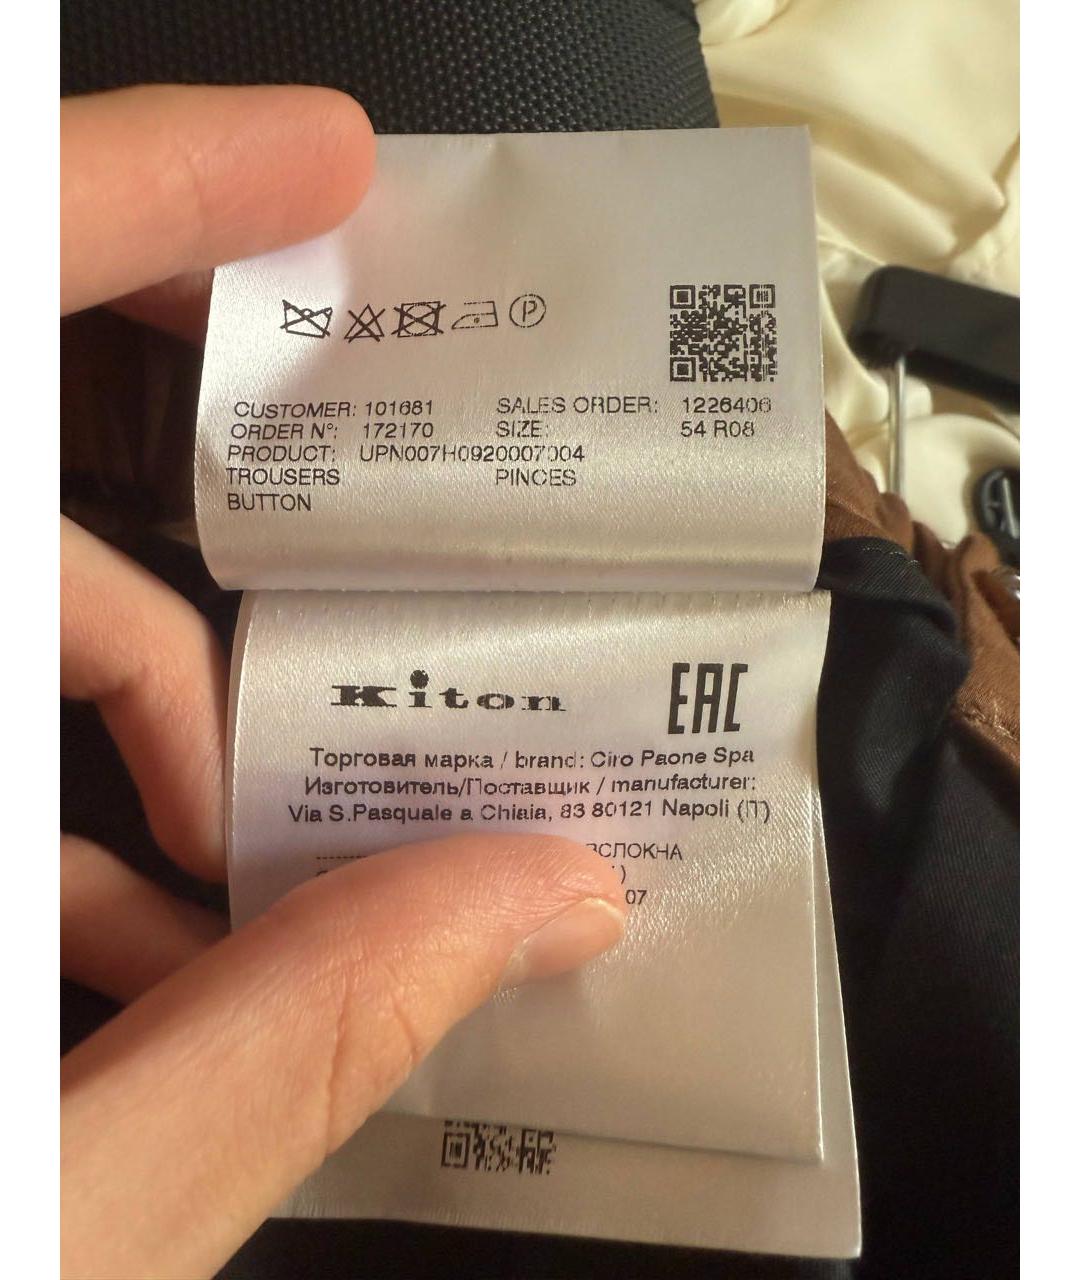 CUSTOMER: 101681 SALES ORDER: 1226406
ORDER N°: 172170 SIZE: 54 R08
PRODUCT: UPN007H0920007004
TROUSERS PINCES
BUTTON
Kiton EAC
Торговая марка / brand: Ciro Paone Spa
Изготовитель/Поставщик / manufacturer:
Via S.Pasquale a Chiaia, 83 80121 Napoli (IT)
07